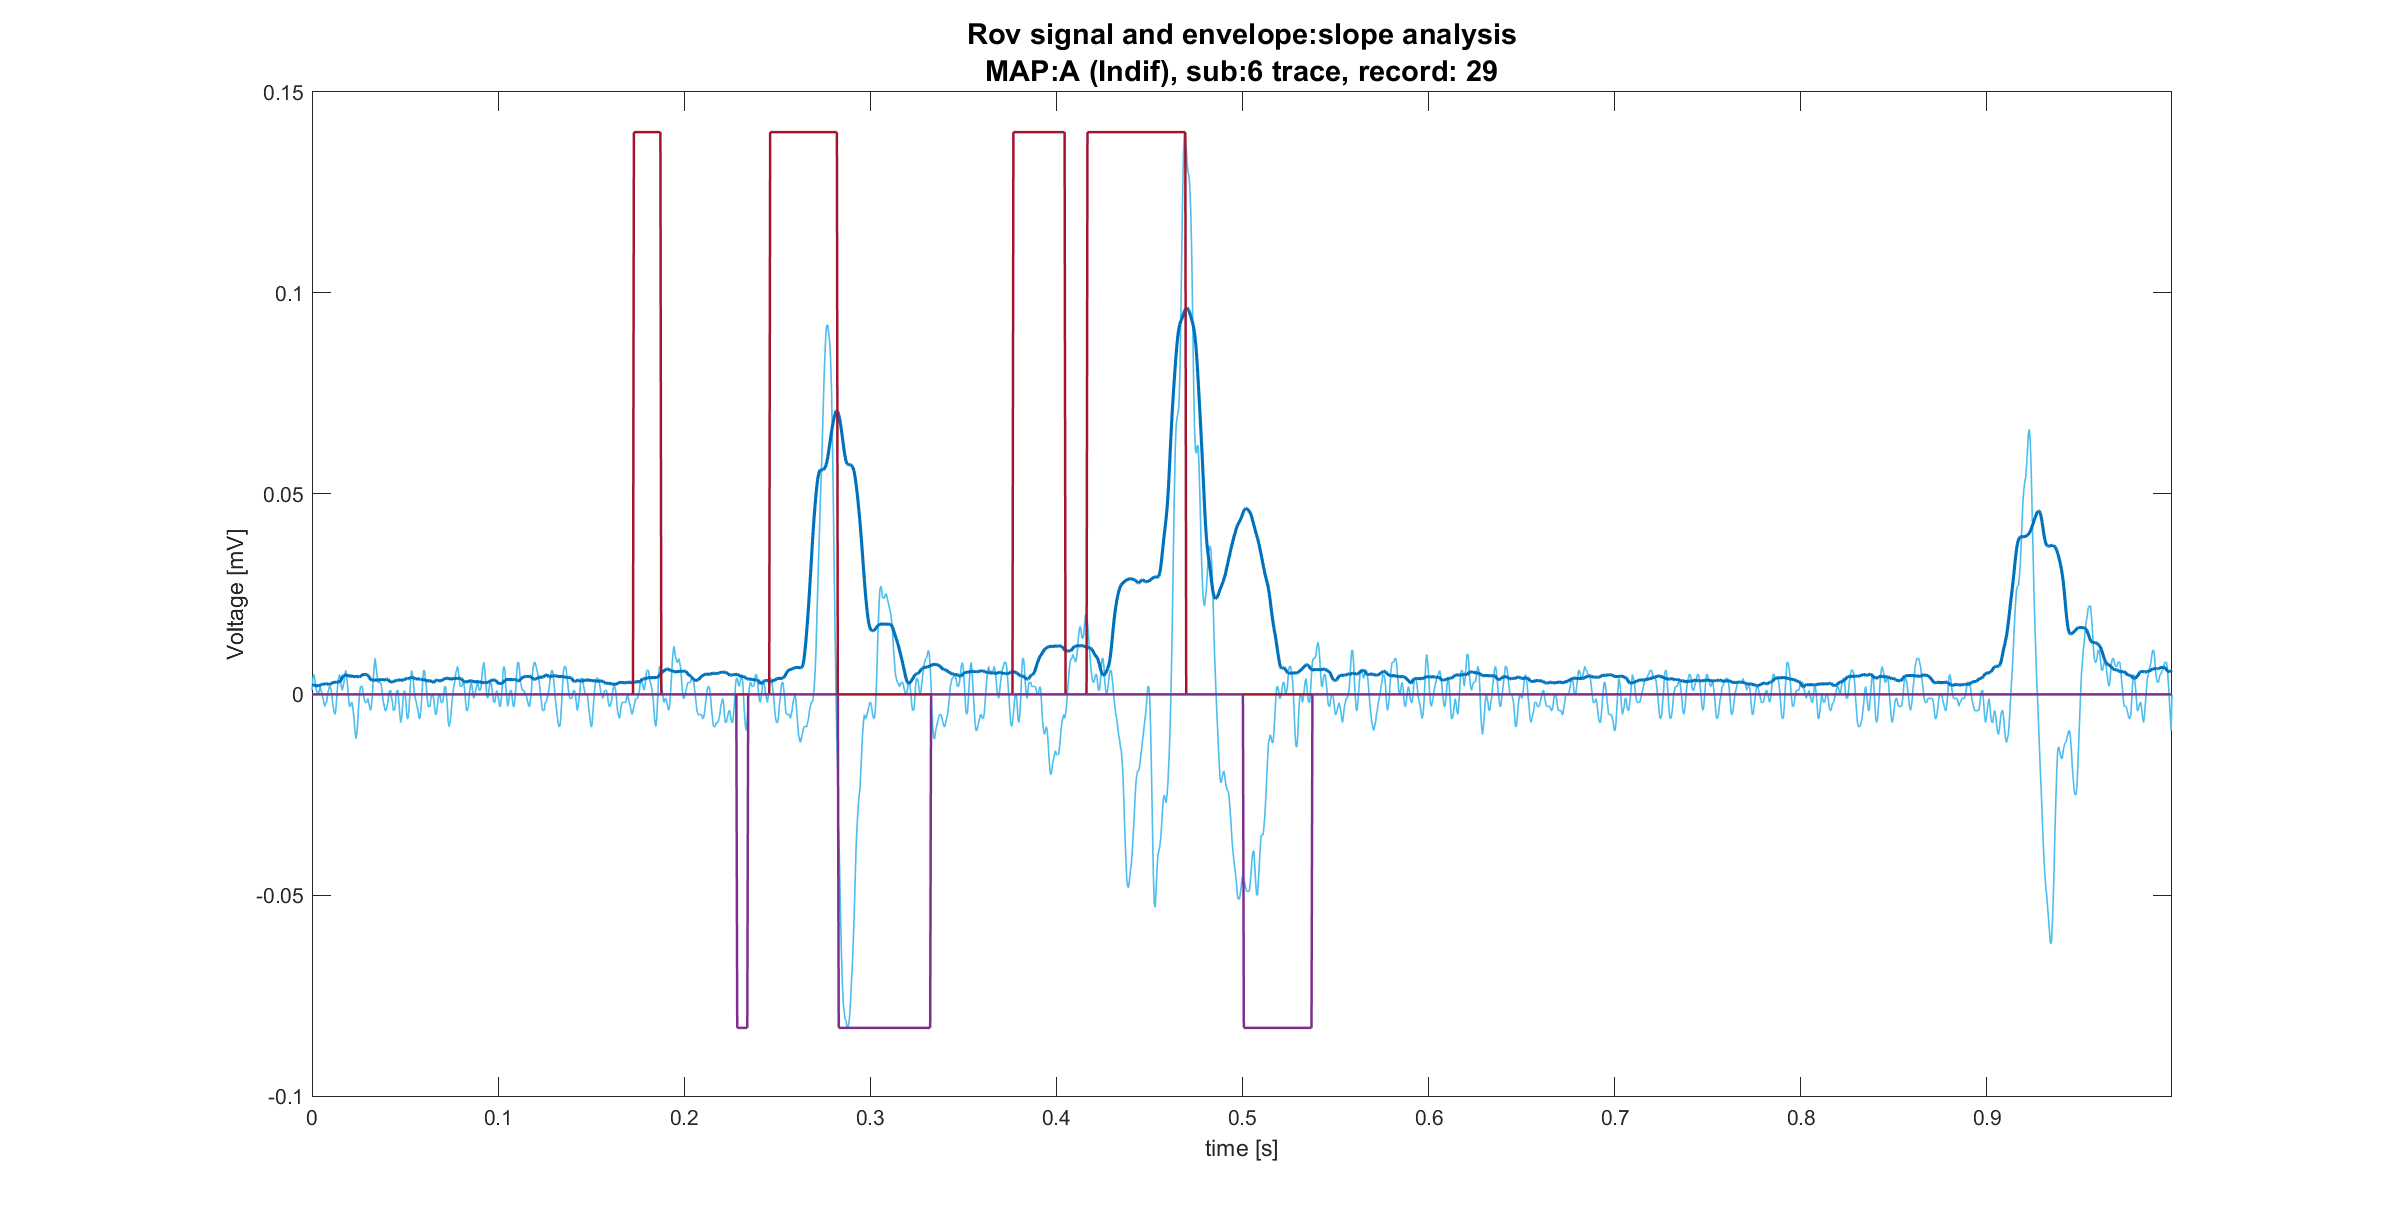 Rov signal and envelope:slope analysis
MAP:A (Indif), sub:6 trace, record: 29
0.15
0.1
0.05
0
-0.05
-0.1
Voltage [mV]
0 0.1 0.2 0.3 0.4 0.5 0.6 0.7 0.8 0.9
time [s]